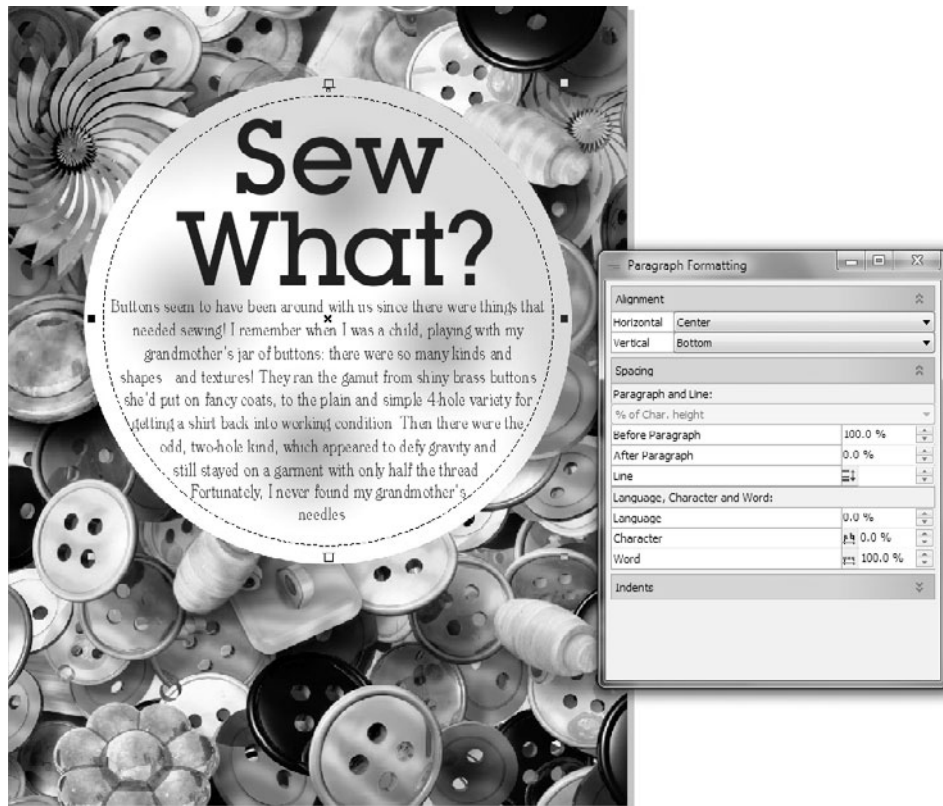 Sew
What?
Buttons seem to have been around with us since there were things that
needed sewing! I remember when I was a child, playing with my
grandmother's jar of buttons: there were so many kinds and
shapes and textures! They ran the gamut from shiny brass buttons
she'd put on fancy coats, to the plain and simple 4-hole variety for
getting a shirt back into working condition Then there were the
odd, two-hole kind, which appeared to defy gravity and
still stayed on a garment with only half the thread
Fortunately, I never found my grandmother's
needles
Paragraph Formatting
Alignment
Horizontal Center
Vertical Bottom
Spacing
Paragraph and Line:
% of Char. height
Before Paragraph 100.0 %
After Paragraph 0.0 %
Line
Language, Character and Word:
Language 0.0 %
Character 0.0 %
Word 100.0 %
Indents